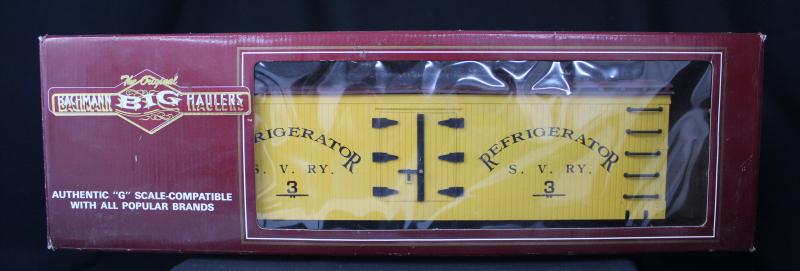 The Original
BACHMANN BIG HAULERS
AUTHENTIC "G" SCALE-COMPATIBLE
WITH ALL POPULAR BRANDS
REFRIGERATOR
S. V. RY.
3
REFRIGERATOR
S. V. RY.
3